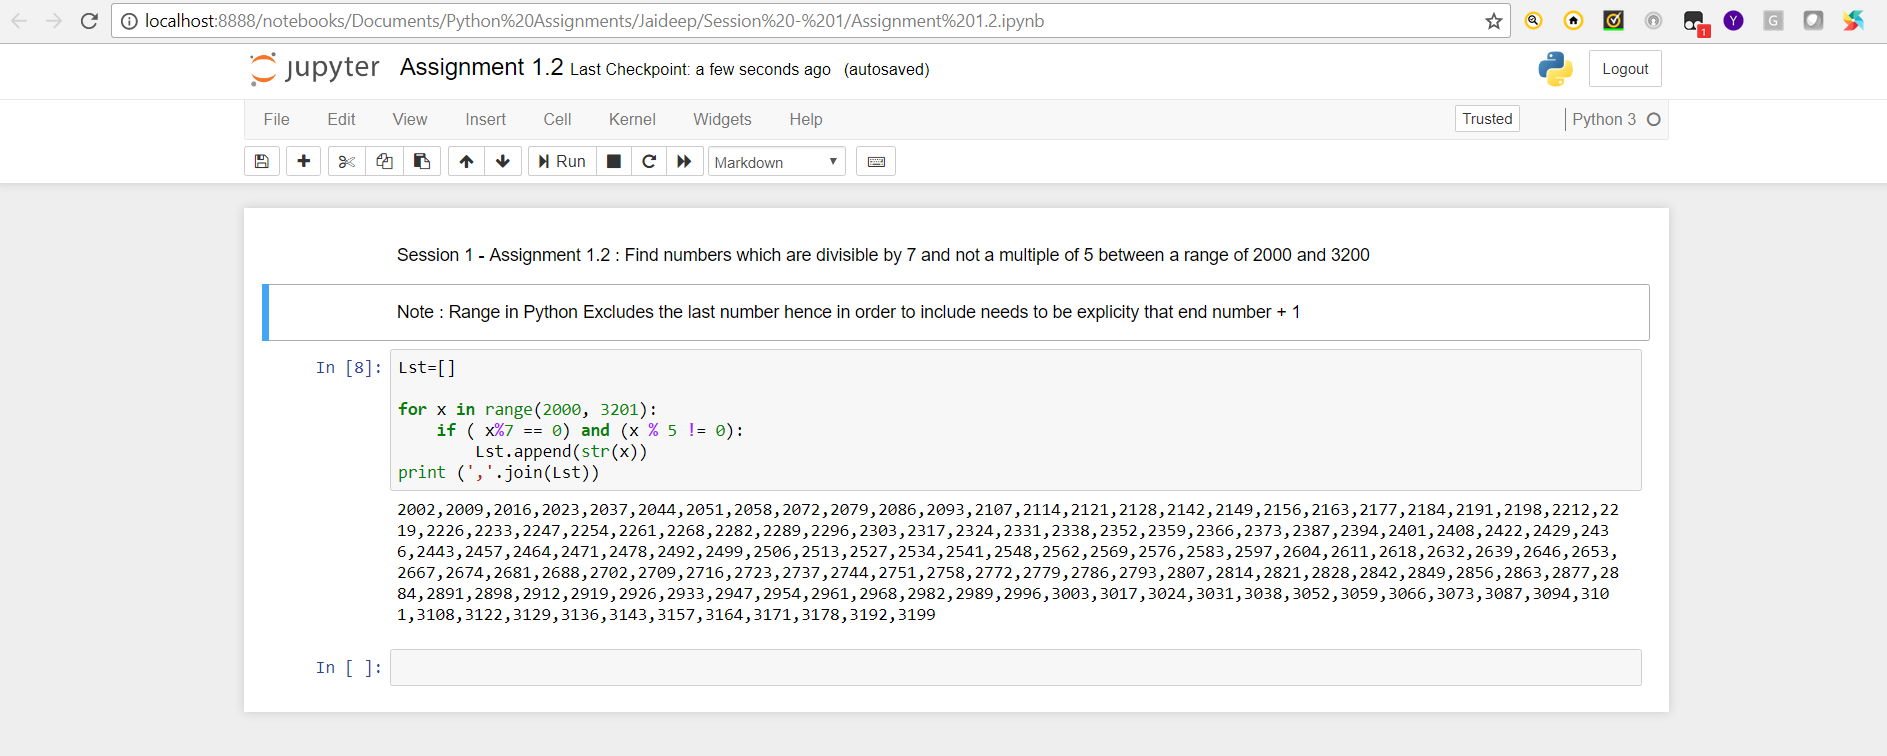 localhost:8888/notebooks/Documents/Python%20Assignments/Jaideep/Session%20-%201/Assignment%201.2.ipynb
1
Y
G
jupyter Assignment 1.2 Last Checkpoint: a few seconds ago (autosaved)
Logout
File Edit View Insert Cell Kernel Widgets Help
Trusted
Python 3
Run
Markdown
Session 1 - Assignment 1.2 : Find numbers which are divisible by 7 and not a multiple of 5 between a range of 2000 and 3200
Note : Range in Python Excludes the last number hence in order to include needs to be explicity that end number + 1
In [8]: Lst=[]
for x in range(2000, 3201):
    if ( x%7 == 0) and (x % 5 != 0):
        Lst.append(str(x))
print (','.join(Lst))
2002,2009,2016,2023,2037,2044,2051,2058,2072,2079,2086,2093,2107,2114,2121,2128,2142,2149,2156,2163,2177,2184,2191,2198,2212,22
19,2226,2233,2247,2254,2261,2268,2282,2289,2296,2303,2317,2324,2331,2338,2352,2359,2366,2373,2387,2394,2401,2408,2422,2429,243
6,2443,2457,2464,2471,2478,2492,2499,2506,2513,2527,2534,2541,2548,2562,2569,2576,2583,2597,2604,2611,2618,2632,2639,2646,2653,
2667,2674,2681,2688,2702,2709,2716,2723,2737,2744,2751,2758,2772,2779,2786,2793,2807,2814,2821,2828,2842,2849,2856,2863,2877,28
84,2891,2898,2912,2919,2926,2933,2947,2954,2961,2968,2982,2989,2996,3003,3017,3024,3031,3038,3052,3059,3066,3073,3087,3094,310
1,3108,3122,3129,3136,3143,3157,3164,3171,3178,3192,3199
In [ ]: